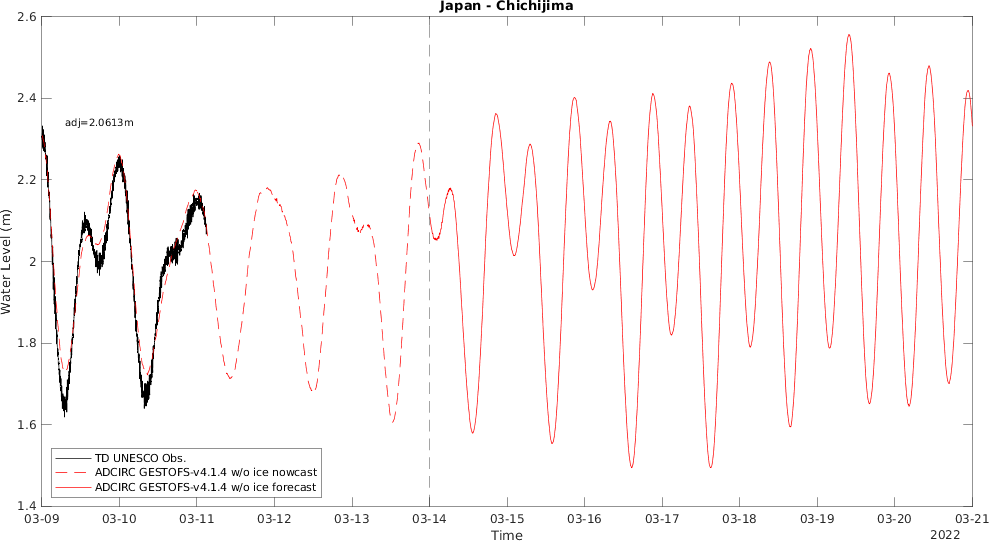 Japan - Chichijima
2.6
2.4
2.2
2
1.8
1.6
1.4
Water Level (m)
adj=2.0613m
TD UNESCO Obs.
ADCIRC GESTOFS-v4.1.4 w/o ice nowcast
ADCIRC GESTOFS-v4.1.4 w/o ice forecast
03-09 03-10 03-11 03-12 03-13 03-14 03-15 03-16 03-17 03-18 03-19 03-20 03-21
Time
2022